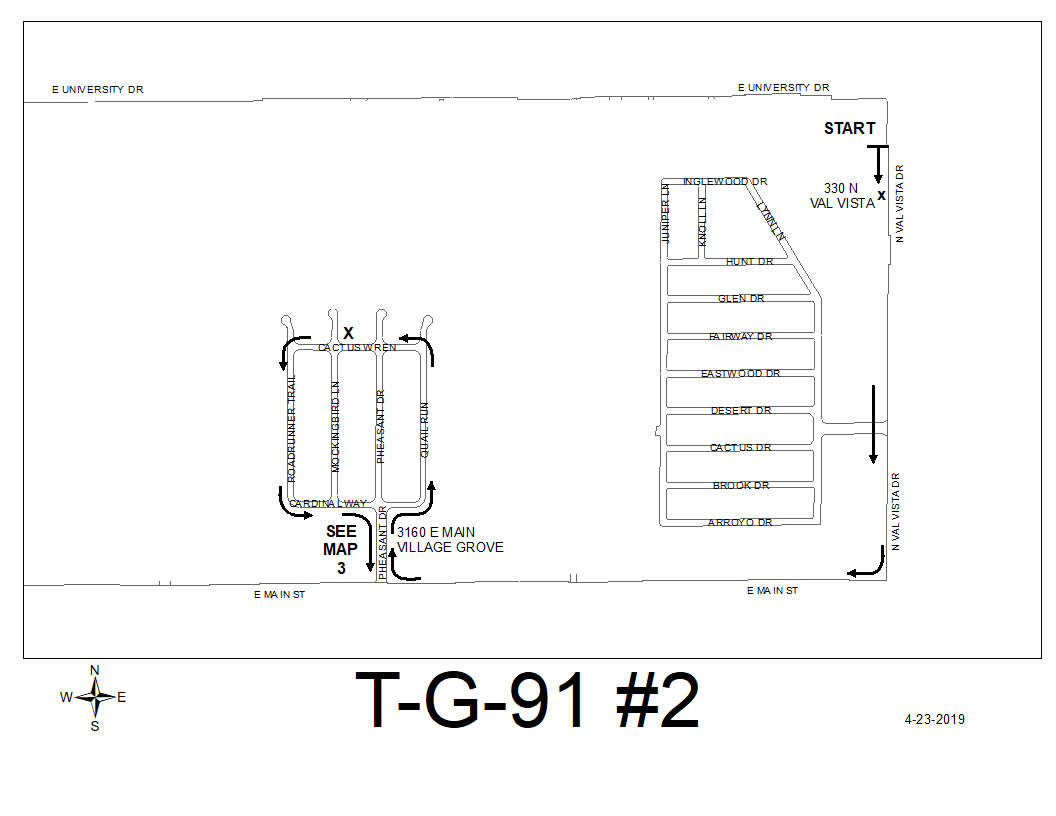 E UNIVERSITY DR
E UNIVERSITY DR
START
N VAL VISTA DR
330 N
VAL VISTA
X
INGLEWOOD DR
JUNIPER LN
KNOLL LN
LYNN LN
HUNT DR
GLEN DR
FAIRWAY DR
EASTWOOD DR
DESERT DR
CACTUS DR
BROOK DR
ARROYO DR
X
CACTUS WREN
ROADRUNNER TRAIL
MOCKINGBIRD LN
PHEASANT DR
QUAIL RUN
CARDINAL WAY
SEE
MAP
3
PHEASANT DR
3160 E MAIN
VILLAGE GROVE
N VAL VISTA DR
E MAIN ST
E MAIN ST
N
W E
S
T-G-91 #2
4-23-2019